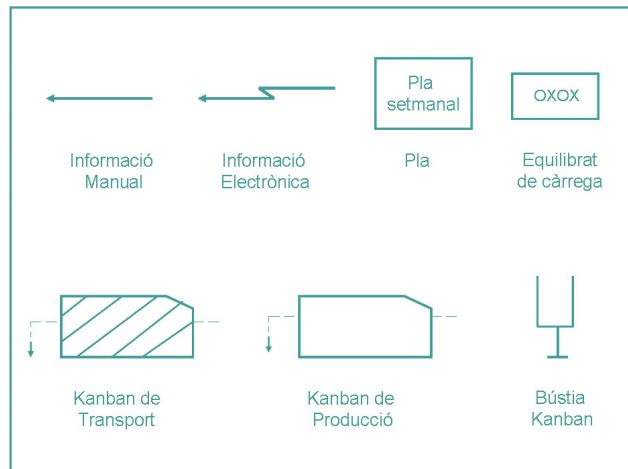 Pla
setmanal
OXOX
Informació
Manual
Informació
Electrònica
Pla
Equilibrat
de càrrega
Kanban de
Transport
Kanban de
Producció
Bústia
Kanban